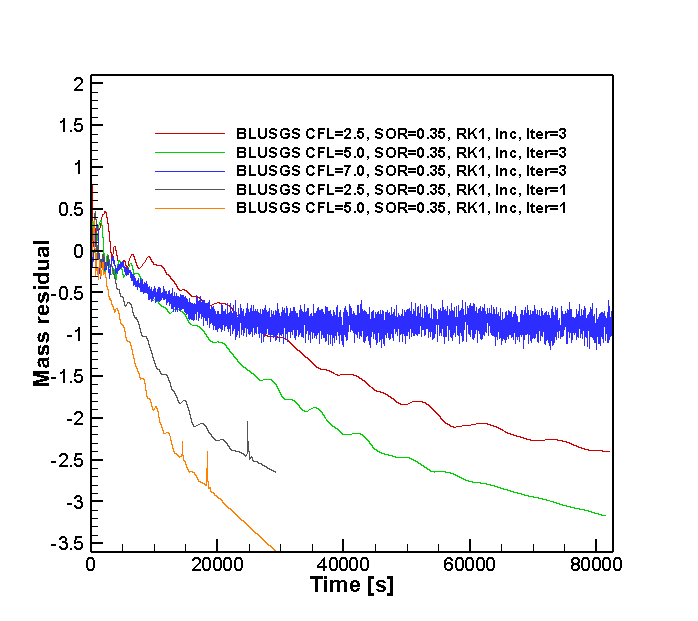 2
1.5
1
0.5
0
-0.5
-1
-1.5
-2
-2.5
-3
-3.5
Mass residual
BLUSGS CFL=2.5, SOR=0.35, RK1, Inc, Iter=3
BLUSGS CFL=5.0, SOR=0.35, RK1, Inc, Iter=3
BLUSGS CFL=7.0, SOR=0.35, RK1, Inc, Iter=3
BLUSGS CFL=2.5, SOR=0.35, RK1, Inc, Iter=1
BLUSGS CFL=5.0, SOR=0.35, RK1, Inc, Iter=1
0 20000 40000 60000 80000
Time [s]